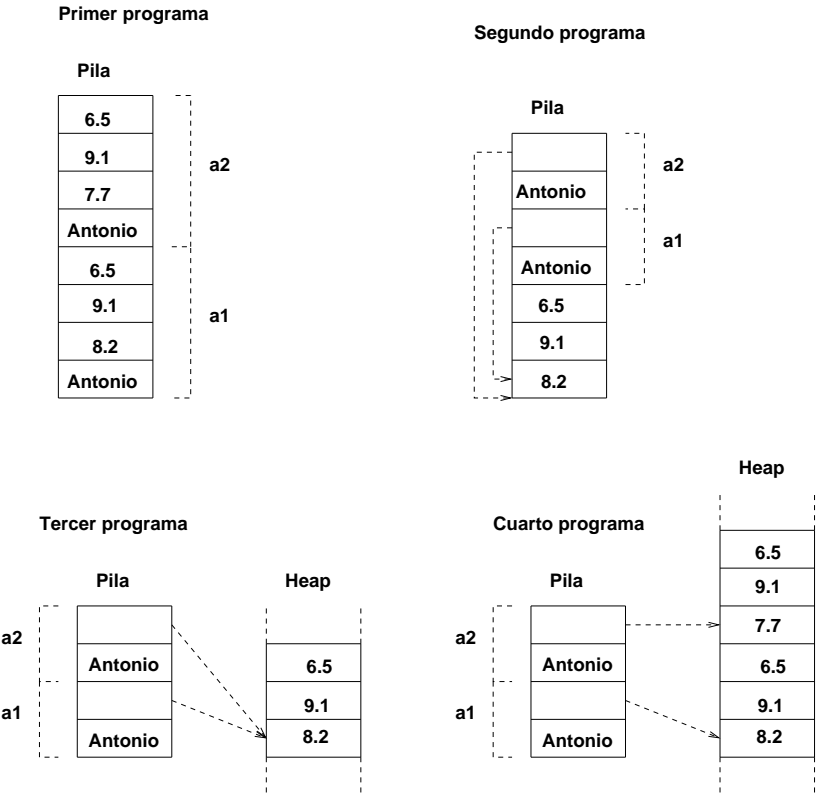 Primer programa
Pila
6.5
9.1
7.7
Antonio
6.5
9.1
8.2
Antonio
a2
a1
Segundo programa
Pila
Antonio
Antonio
6.5
9.1
8.2
a2
a1
Tercer programa
Pila
Heap
a2
a1
Antonio
Antonio
6.5
9.1
8.2
Cuarto programa
Pila
Heap
a2
a1
Antonio
Antonio
6.5
9.1
7.7
6.5
9.1
8.2